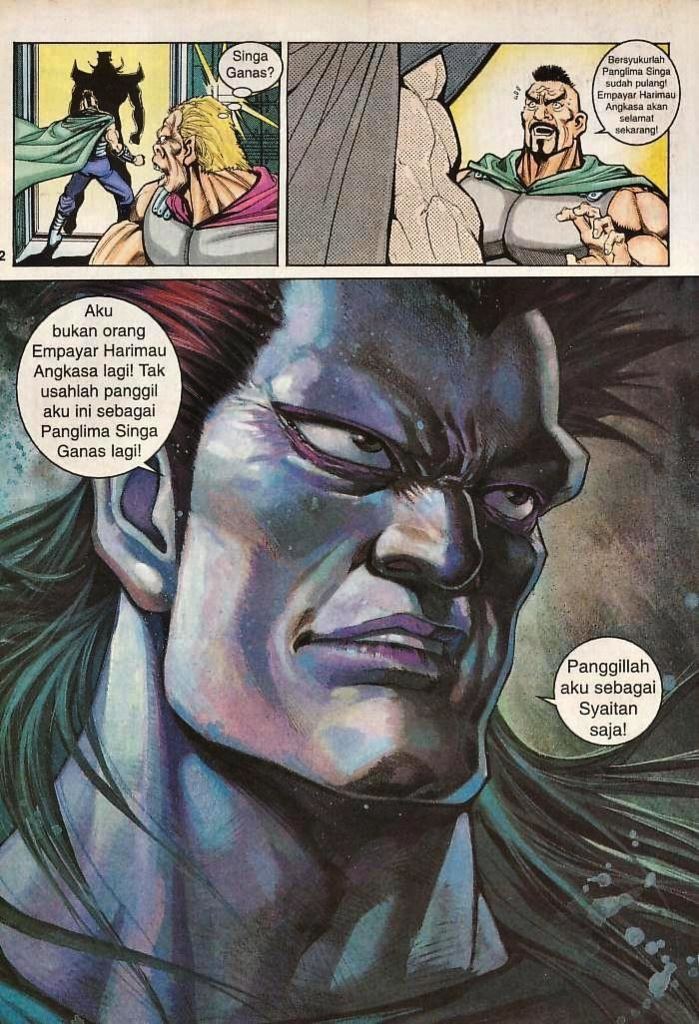 Singa
Ganas?
Bersyukurlah
Panglima Singa
sudah pulang!
Empayar Harimau
Angkasa akan
selamat
sekarang!
2
Aku
bukan orang
Empayar Harimau
Angkasa lagi! Tak
usahlah panggil
aku ini sebagai
Panglima Singa
Ganas lagi!
Panggillah
aku sebagai
Syaitan
saja!